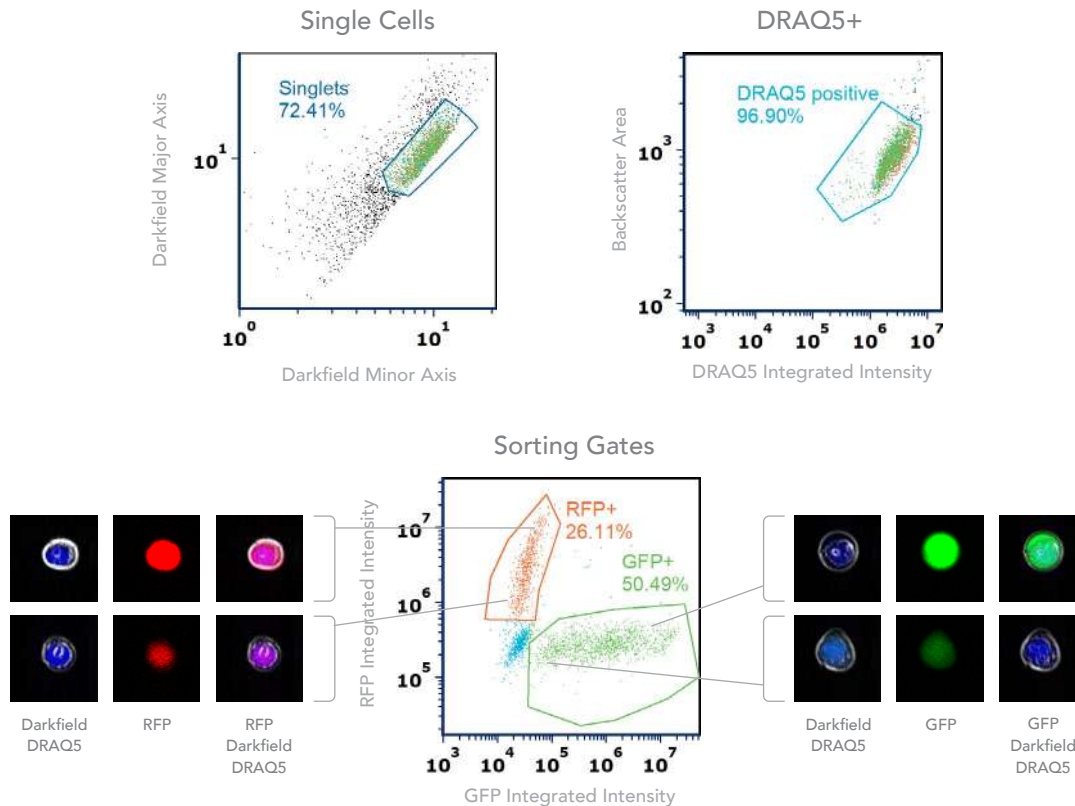 Single Cells
DRAQ5+
Singlets
72.41%
Darkfield Major Axis
10¹
10⁰
10¹
Darkfield Minor Axis
DRAQ5 positive
96.90%
Backscatter Area
10³
10²
10³
10⁴
10⁵
10⁶
10⁷
DRAQ5 Integrated Intensity
Sorting Gates
RFP+
26.11%
GFP+
50.49%
RFP Integrated Intensity
10⁷
10⁶
10⁵
10³
10⁴
10⁵
10⁶
10⁷
GFP Integrated Intensity
Darkfield
DRAQ5
RFP
RFP
Darkfield
DRAQ5
Darkfield
DRAQ5
GFP
GFP
Darkfield
DRAQ5